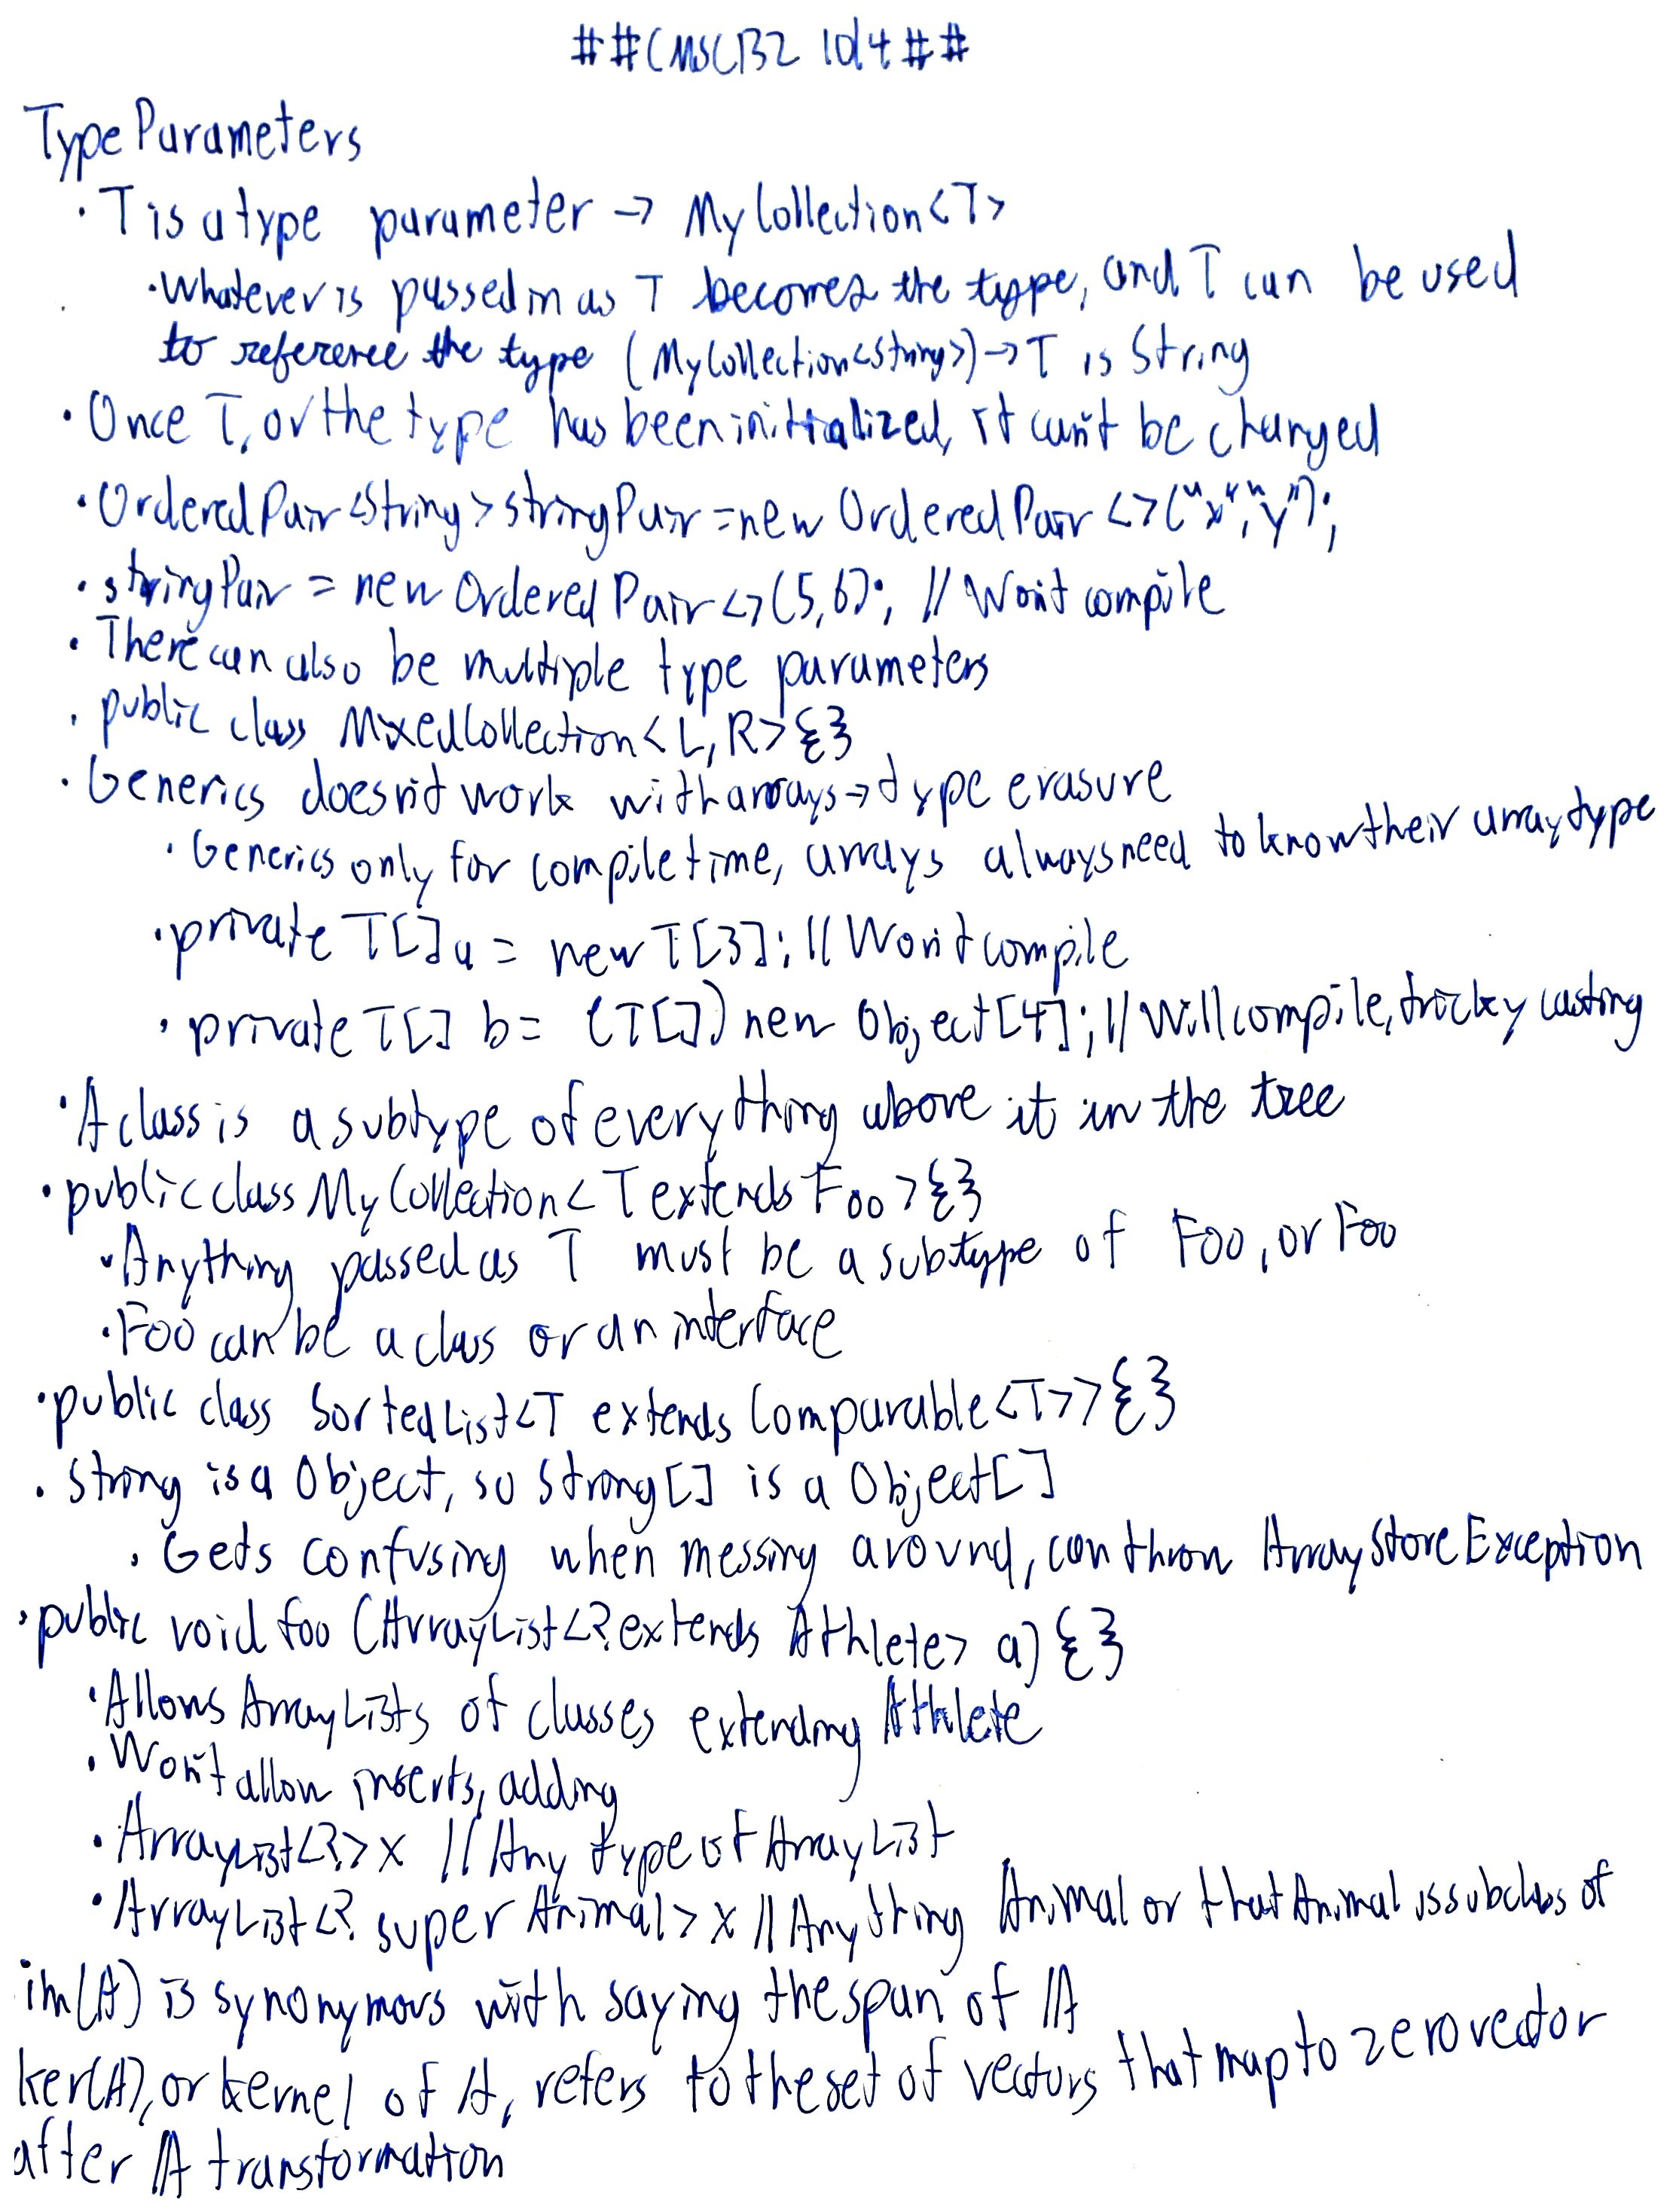 ##CMSC132 10/4##
Type Parameters
· T is a type parameter → MyCollection<T>
· Whatever is passed in as T becomes the type, and T can be used
to reference the type (MyCollection<String>) → T is String
· Once T, or the type has been initialized, it can't be changed
· OrderedPair<String> stringPair = new OrderedPair<>("x", "y");
· stringPair = new OrderedPair<>(5,6); // Won't compile
· There can also be multiple type parameters
· public class MixedCollection<L,R>{}
· Generics doesn't work with arrays → type erasure
· Generics only for compile time, arrays always need to know their array type
· private T[] a = new T[3]; // Won't compile
· private T[] b = (T[]) new Object[4]; // Will compile, tricky casting
· A class is a subtype of everything above it in the tree
· public class MyCollection<T extends Foo>{}
· Anything passed as T must be a subtype of Foo, or Foo
· Foo can be a class or an interface
· public class SortedList<T extends Comparable<T>>{}
· String is a Object, so String[] is a Object[]
· Gets confusing when messing around, can throw ArrayStoreException
· public void foo (ArrayList<? extends Athlete> a) {}
· Allows ArrayLists of classes extending Athlete
· Won't allow inserts, adding
· ArrayList<?> x // Any type of ArrayList
· ArrayList<? super Animal> x // Anything Animal or that Animal is subclass of
im(A) is synonymous with saying the span of A
ker(A), or kernel of A, refers to the set of vectors that map to zero vector
after A transformation